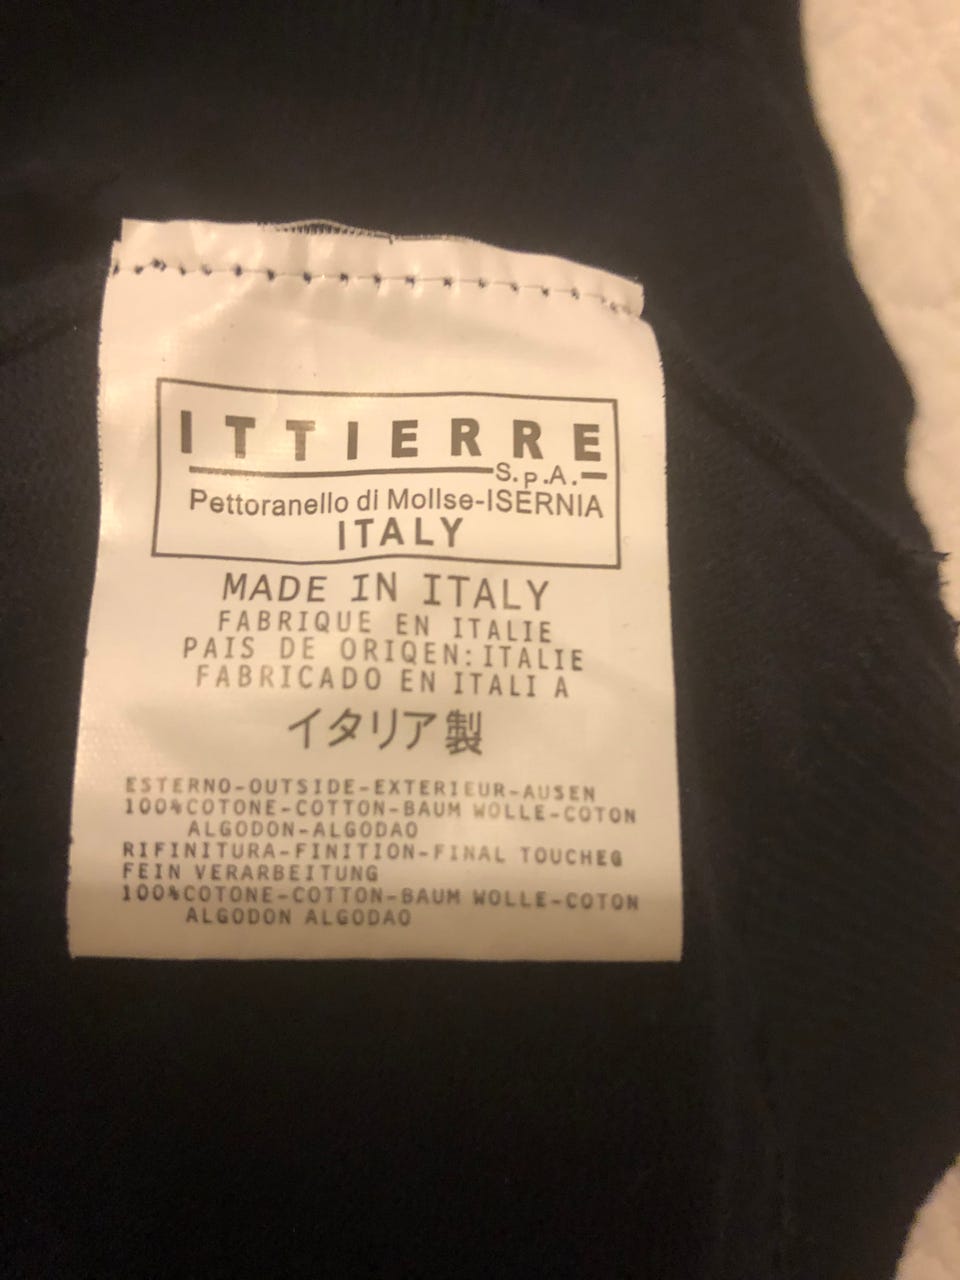 ITTIERRE
S.p.A.
Pettoranello di Mollse-ISERNIA
ITALY
MADE IN ITALY
FABRIQUE EN ITALIE
PAIS DE ORIQEN: ITALIE
FABRICADO EN ITALI A
イタリア製
ESTERNO-OUTSIDE-EXTERIEUR-AUSEN
100%COTONE-COTTON-BAUM WOLLE-COTON
ALGODON-ALGODAO
RIFINITURA-FINITION-FINAL TOUCHEG
FEIN VERARBEITUNG
100%COTONE-COTTON-BAUM WOLLE-COTON
ALGODON ALGODAO